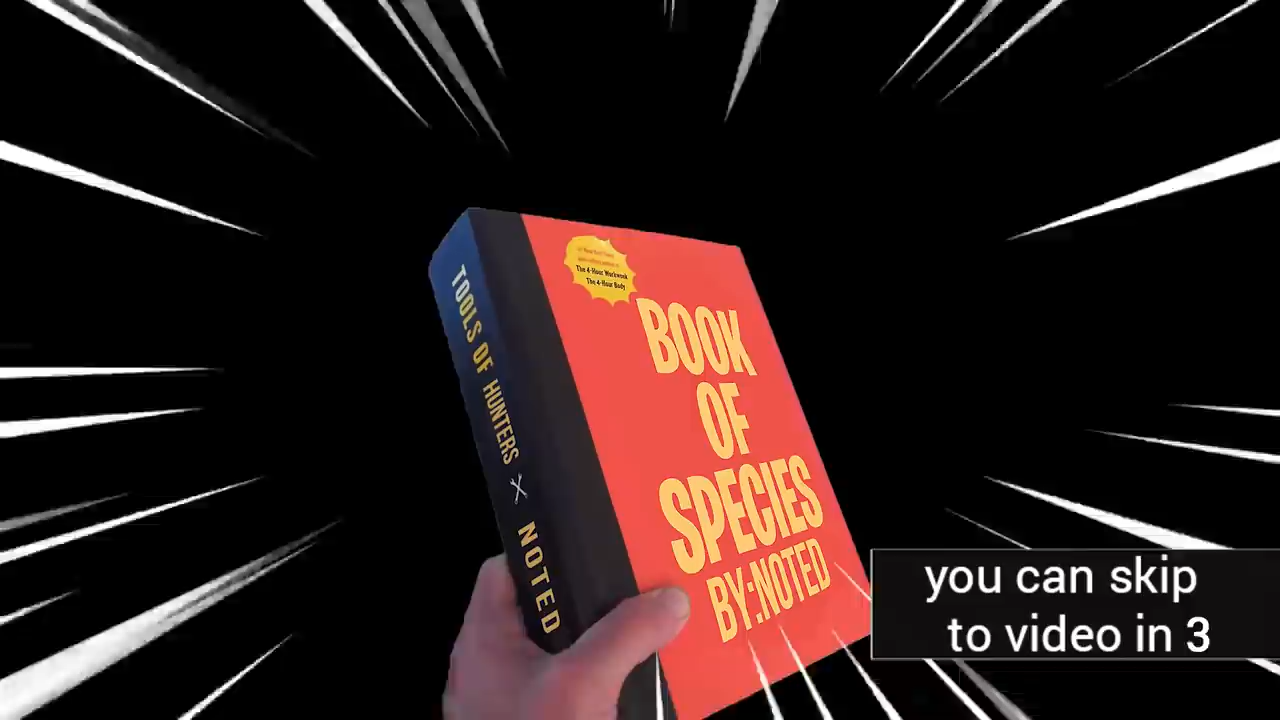 TOOLS OF HUNTERS NOTED
The 4-Hour Workweek
The 4-Hour Body
BOOK
OF
SPECIES
BY:NOTED
you can skip
to video in 3